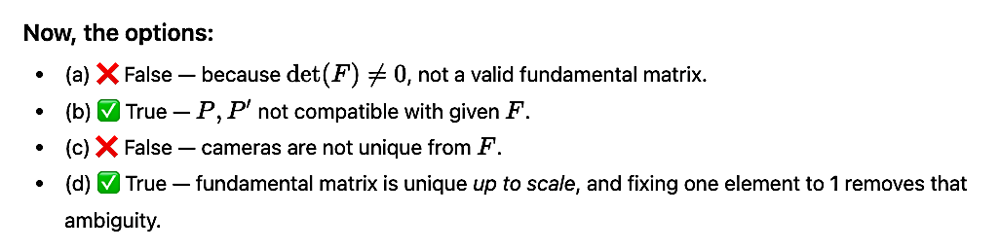 Now, the options:
• (a) ❌ False — because det(F) ≠ 0, not a valid fundamental matrix.
• (b) ✅ True — P, P′ not compatible with given F.
• (c) ❌ False — cameras are not unique from F.
• (d) ✅ True — fundamental matrix is unique up to scale, and fixing one element to 1 removes that
ambiguity.